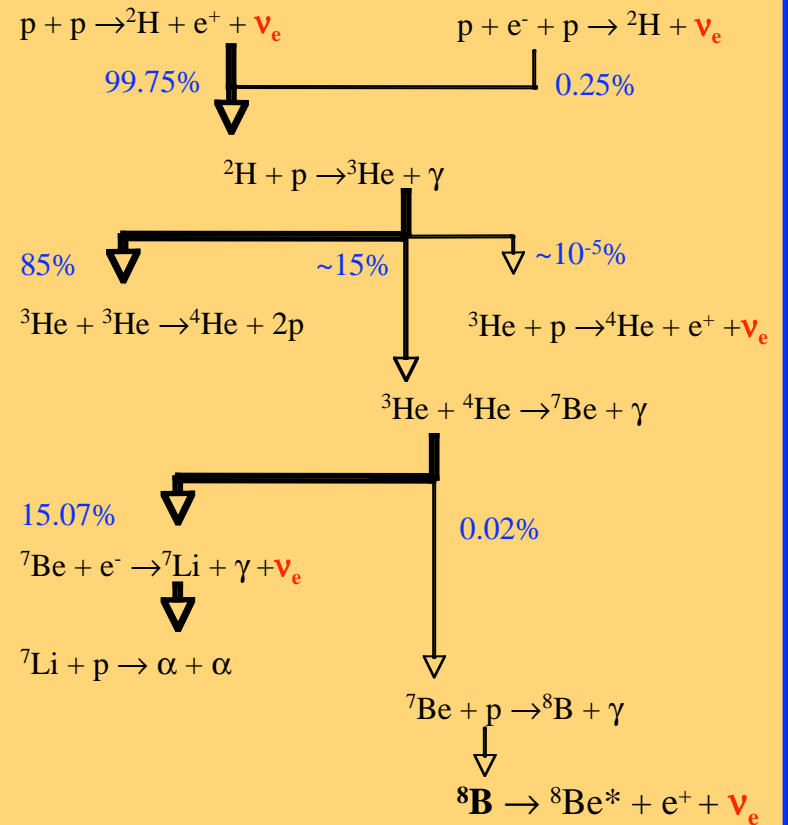 p + p →²H + e⁺ + νₑ    p + e⁻ + p → ²H + νₑ
99.75%    0.25%
²H + p →³He + γ
85%    ~15%    ~10⁻⁵%
³He + ³He →⁴He + 2p    ³He + p →⁴He + e⁺ +νₑ
³He + ⁴He →⁷Be + γ
15.07%    0.02%
⁷Be + e⁻ →⁷Li + γ +νₑ
⁷Li + p → α + α
⁷Be + p →⁸B + γ
⁸B → ⁸Be* + e⁺ + νₑ